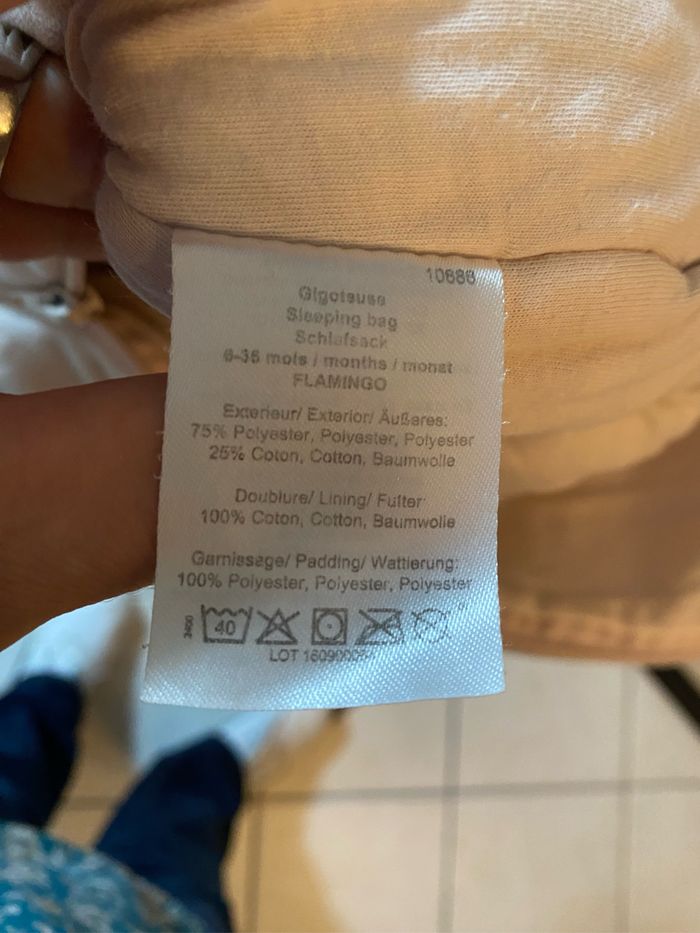 10686
Gigoteuse
Sleeping bag
Schlafsack
6-36 mois / months / monat
FLAMINGO
Exterieur/ Exterior/ Äußeres:
75% Polyester, Polyester, Polyester
25% Coton, Cotton, Baumwolle
Doublure/ Lining/ Futter
100% Coton, Cotton, Baumwolle
Garnissage/ Padding/ Wattierung:
100% Polyester, Polyester, Polyester
40
LOT